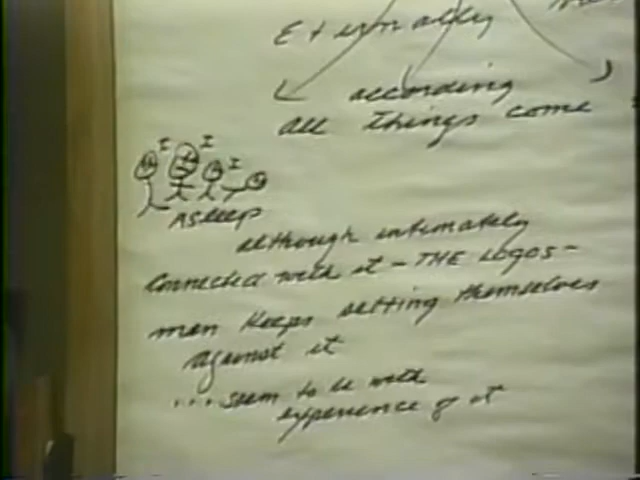 Eternally
according
all things come
I I I
Asleep
although intimately
connected with it - THE LOGOS -
man keeps setting themselves
against it
... seem to be with
experience of it